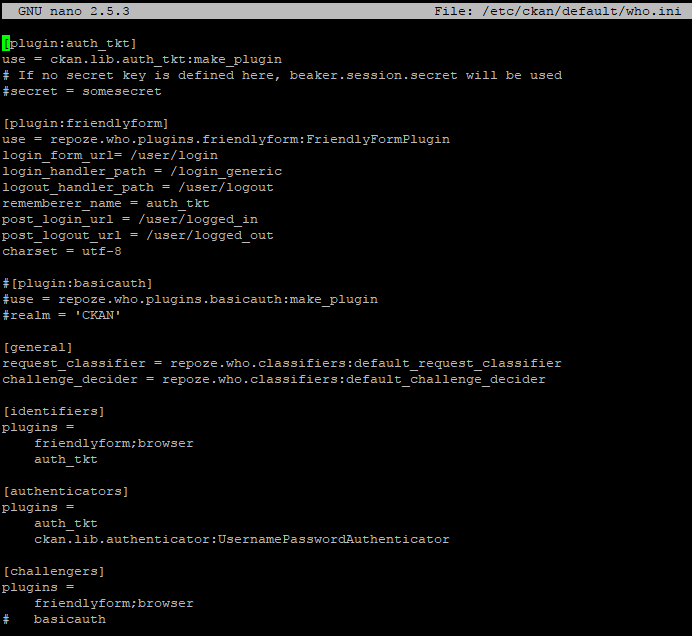 GNU nano 2.5.3 File: /etc/ckan/default/who.ini
[plugin:auth_tkt]
use = ckan.lib.auth_tkt:make_plugin
# If no secret key is defined here, beaker.session.secret will be used
#secret = somesecret
[plugin:friendlyform]
use = repoze.who.plugins.friendlyform:FriendlyFormPlugin
login_form_url= /user/login
login_handler_path = /login_generic
logout_handler_path = /user/logout
rememberer_name = auth_tkt
post_login_url = /user/logged_in
post_logout_url = /user/logged_out
charset = utf-8
#[plugin:basicauth]
#use = repoze.who.plugins.basicauth:make_plugin
#realm = 'CKAN'
[general]
request_classifier = repoze.who.classifiers:default_request_classifier
challenge_decider = repoze.who.classifiers:default_challenge_decider
[identifiers]
plugins =
    friendlyform;browser
    auth_tkt
[authenticators]
plugins =
    auth_tkt
    ckan.lib.authenticator:UsernamePasswordAuthenticator
[challengers]
plugins =
    friendlyform;browser
#   basicauth